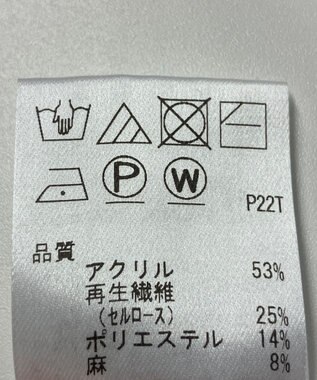 P W P22T
品質
アクリル 53%
再生繊維
(セルロース) 25%
ポリエステル 14%
麻 8%